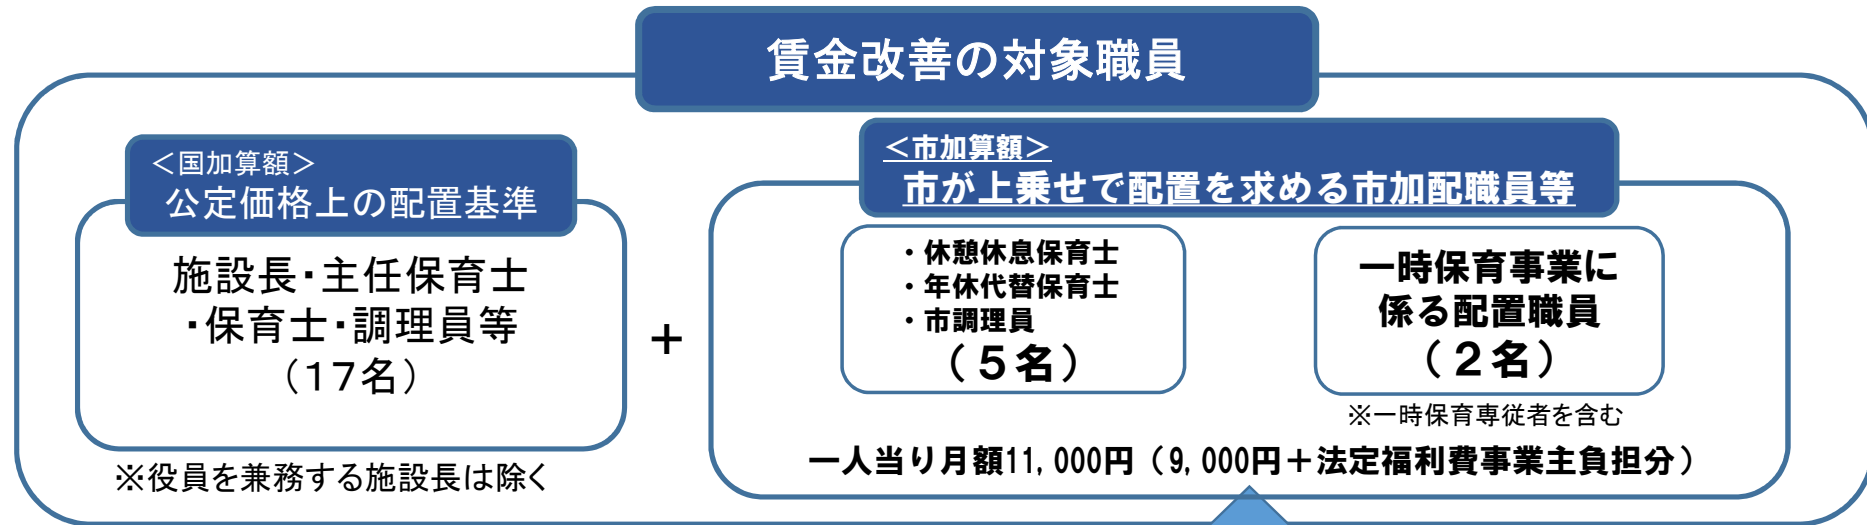 賃金改善の対象職員
＜国加算額＞
公定価格上の配置基準
施設長・主任保育士
・保育士・調理員等
（17名）
※役員を兼務する施設長は除く
＋
＜市加算額＞
市が上乗せで配置を求める市加配職員等
・休憩休息保育士
・年休代替保育士
・市調理員
（５名）
一時保育事業に
係る配置職員
（２名）
※一時保育専従者を含む
一人当り月額11,000円（9,000円＋法定福利費事業主負担分）